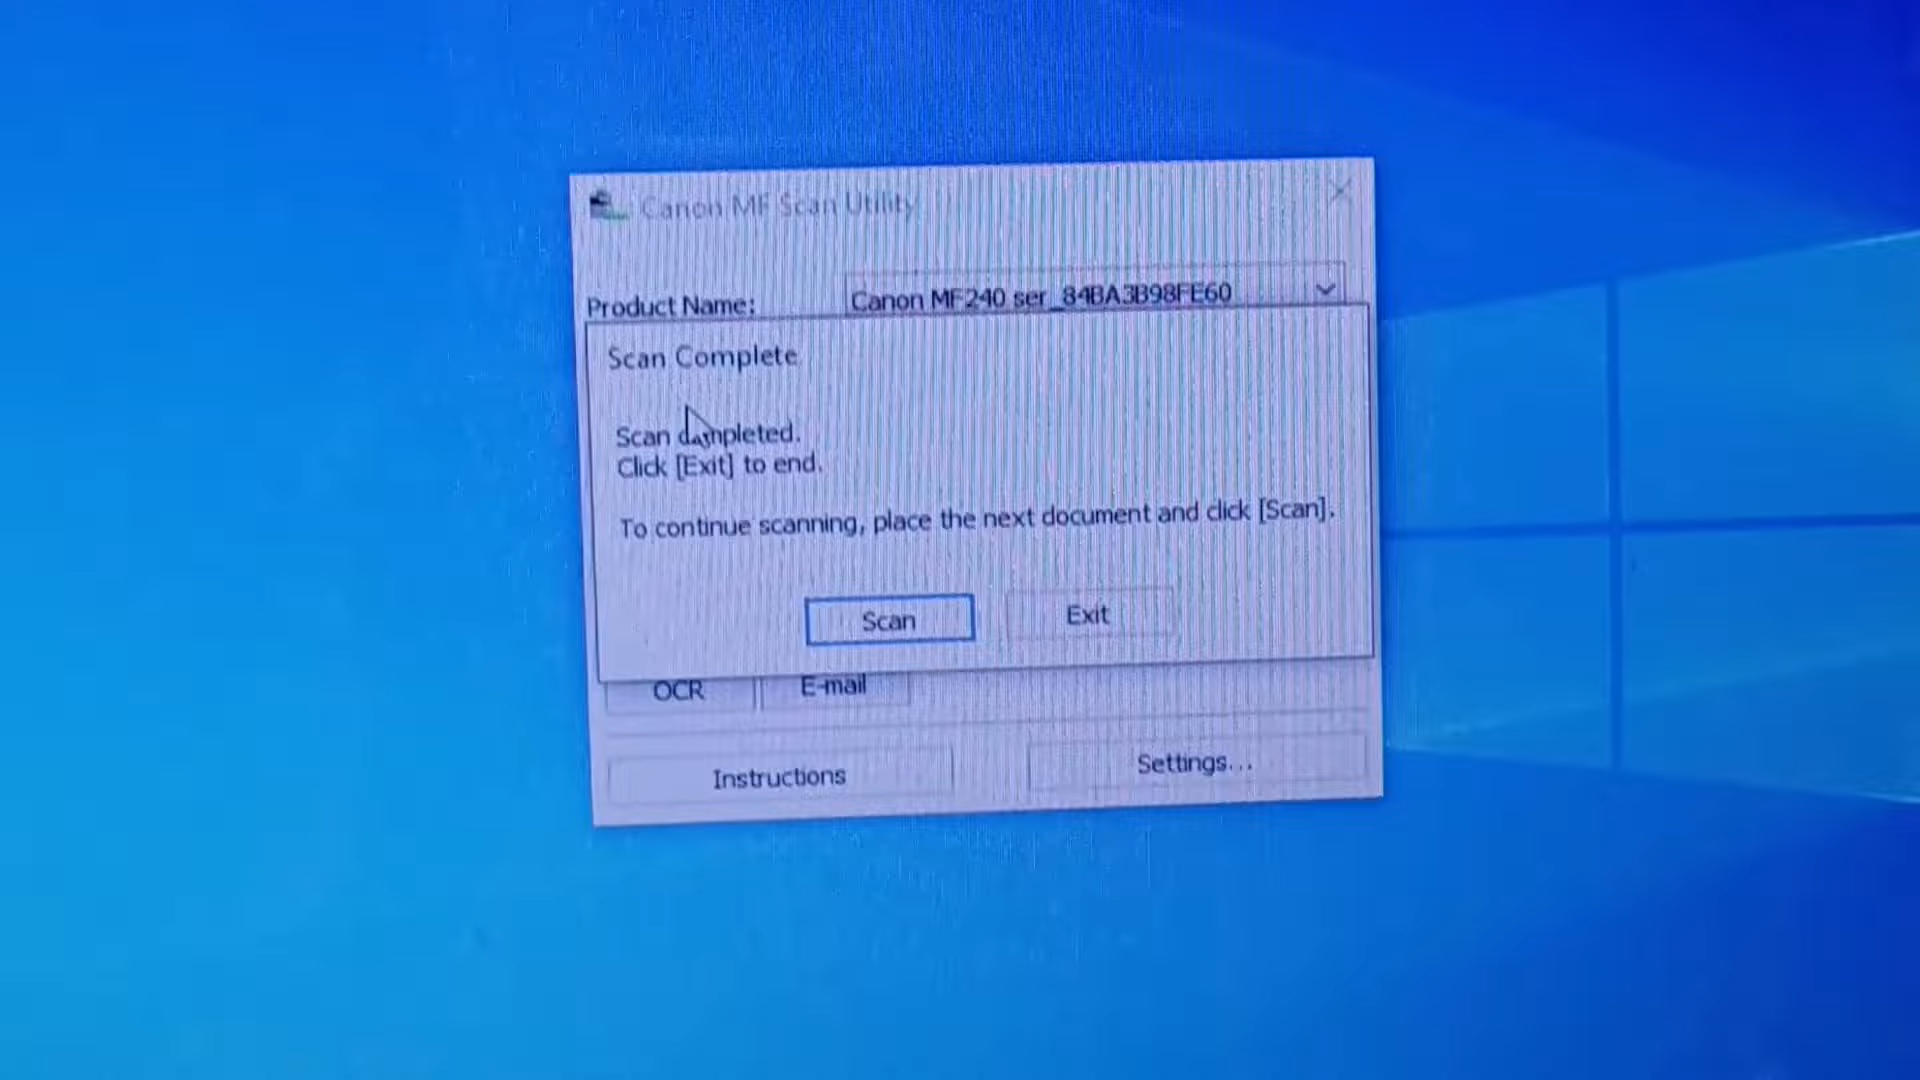 Canon MF Scan Utility
Product Name: Canon MF240 ser_84BA3B98FE60
Scan Complete
Scan completed.
Click [Exit] to end.
To continue scanning, place the next document and click [Scan].
Scan Exit
OCR E-mail
Instructions Settings...